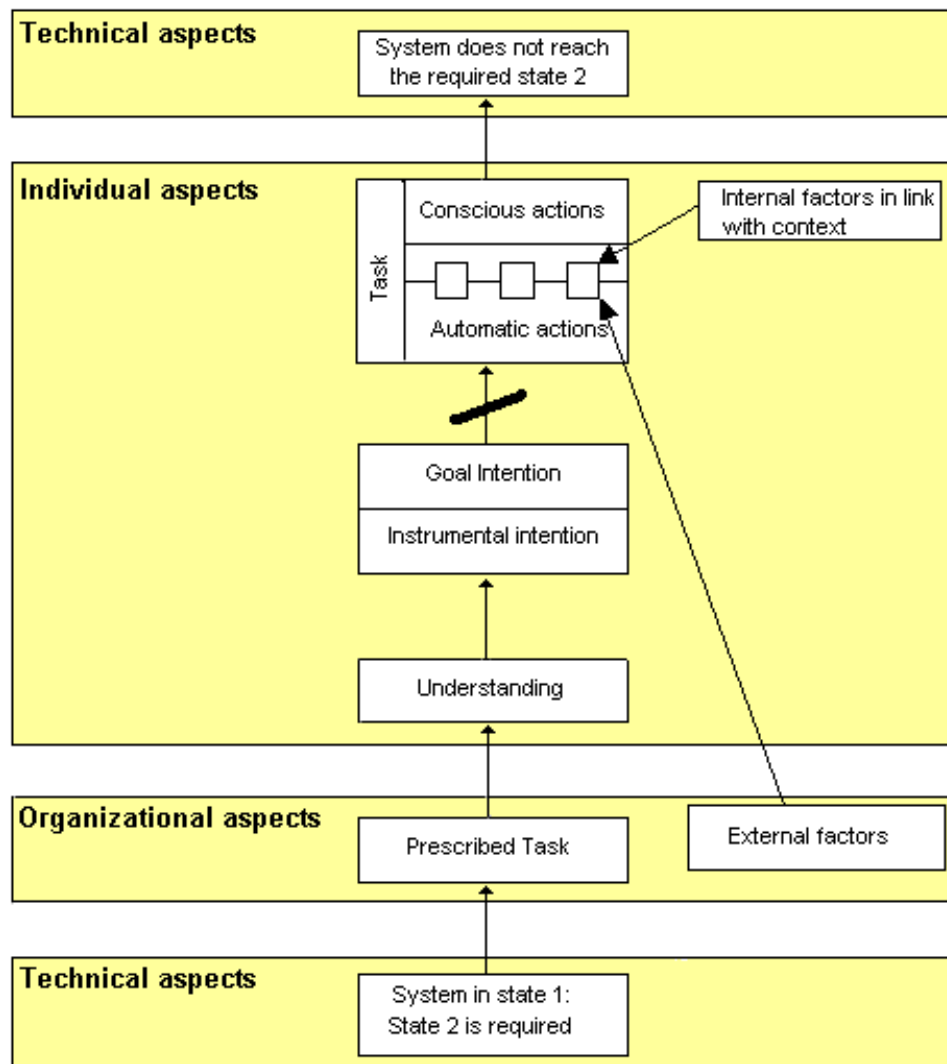 Technical aspects
System does not reach
the required state 2
Individual aspects
Conscious actions
Internal factors in link
with context
Task
Automatic actions
Goal Intention
Instrumental intention
Understanding
Organizational aspects
Prescribed Task
External factors
Technical aspects
System in state 1:
State 2 is required